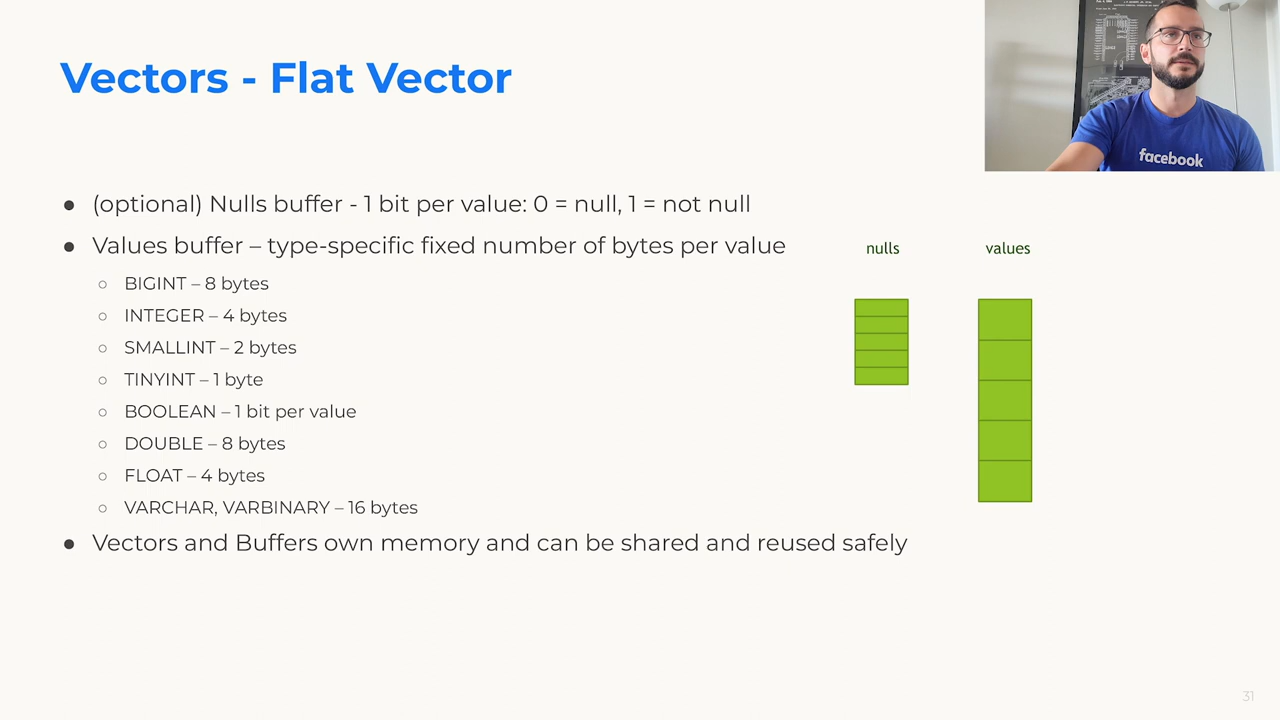 Vectors - Flat Vector
facebook
● (optional) Nulls buffer - 1 bit per value: 0 = null, 1 = not null
● Values buffer – type-specific fixed number of bytes per value
○ BIGINT – 8 bytes
○ INTEGER – 4 bytes
○ SMALLINT – 2 bytes
○ TINYINT – 1 byte
○ BOOLEAN – 1 bit per value
○ DOUBLE – 8 bytes
○ FLOAT – 4 bytes
○ VARCHAR, VARBINARY – 16 bytes
● Vectors and Buffers own memory and can be shared and reused safely
nulls
values
31